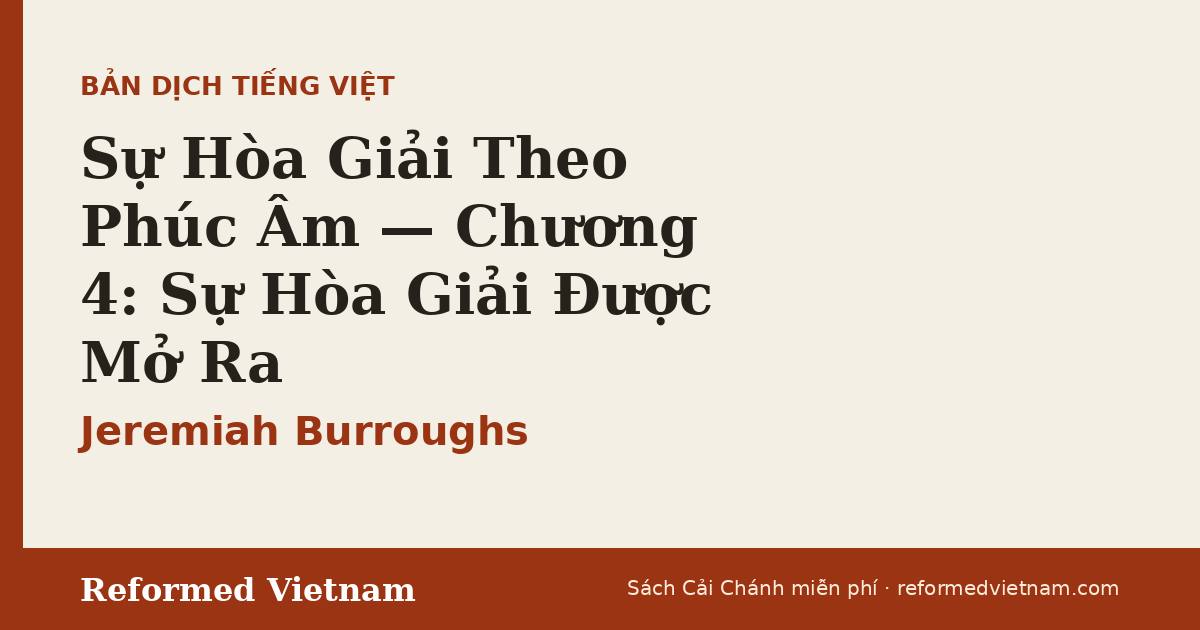 BẢN DỊCH TIẾNG VIỆT
Sự Hòa Giải Theo
Phúc Âm — Chương
4: Sự Hòa Giải Được
Mở Ra
Jeremiah Burroughs
Reformed Vietnam
Sách Cải Chánh miễn phí · reformedvietnam.com